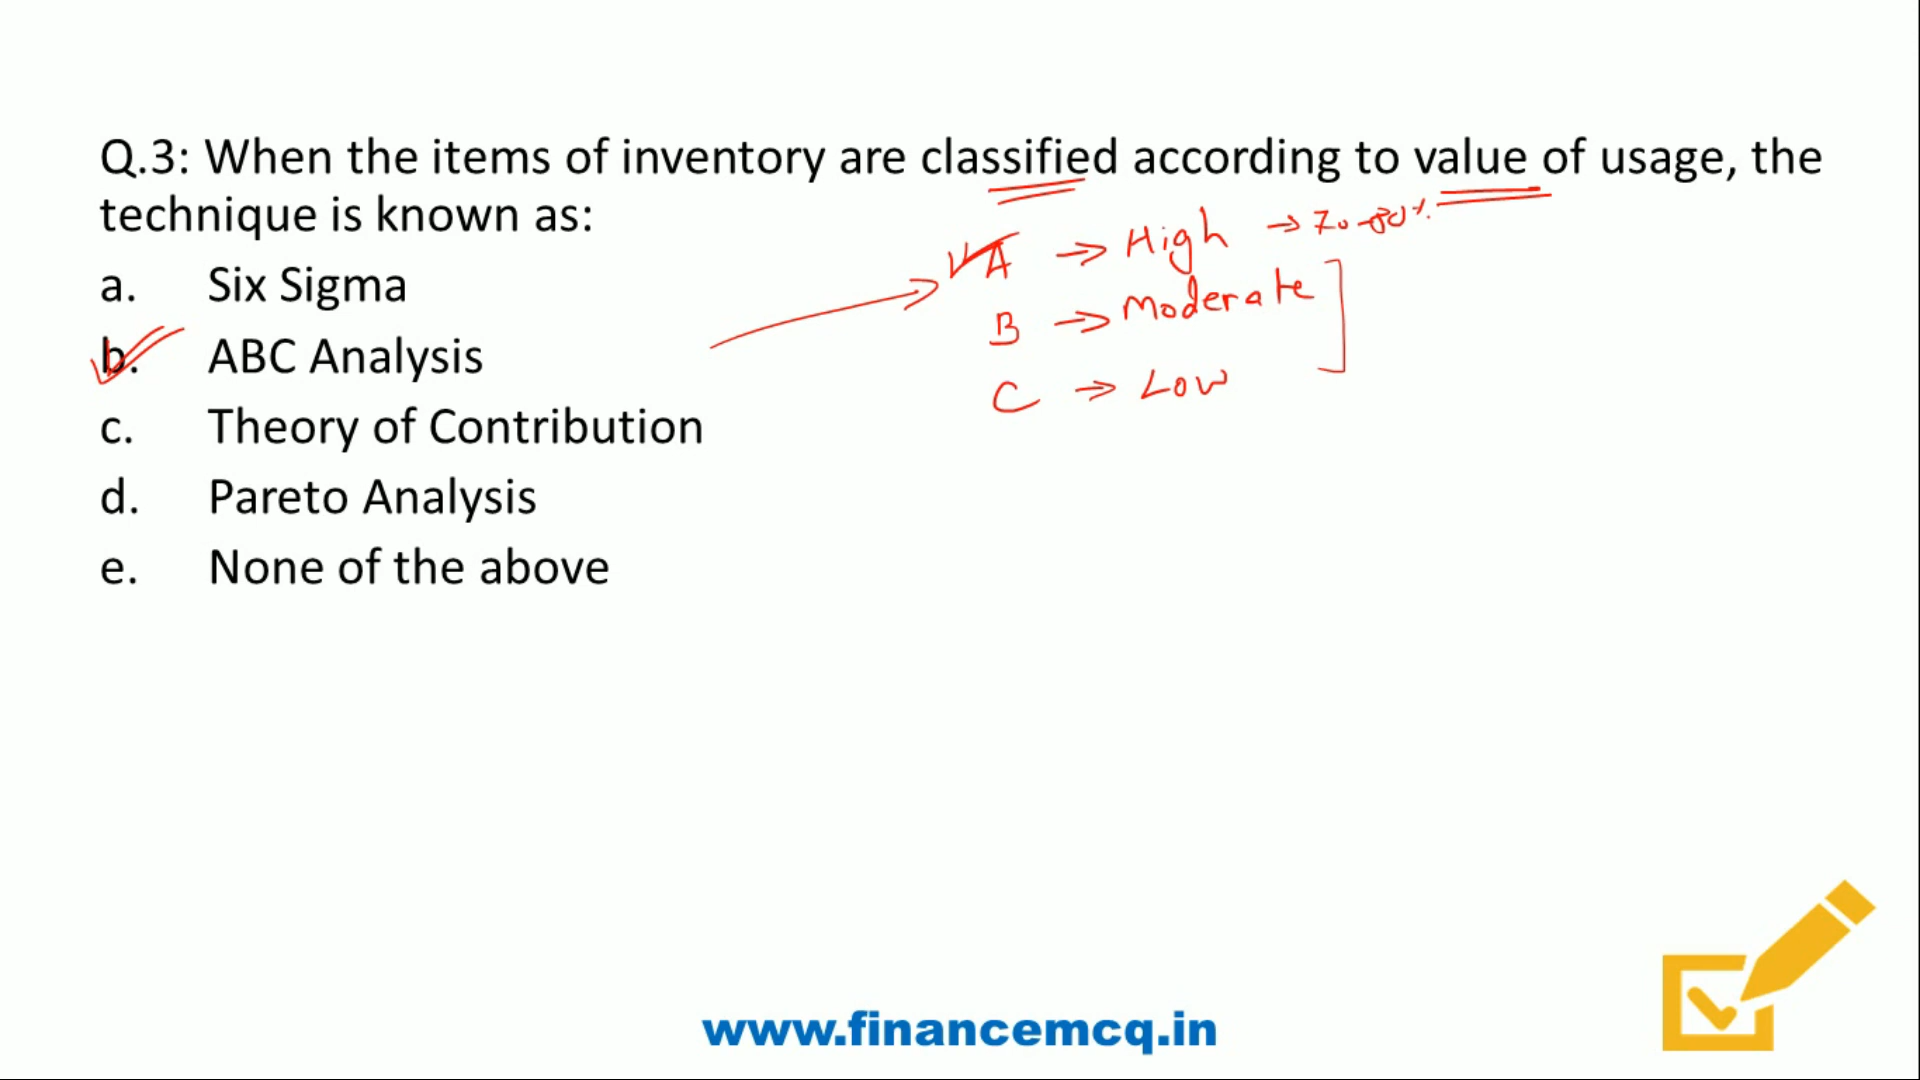 Q.3: When the items of inventory are classified according to value of usage, the
technique is known as:
a. Six Sigma
b. ABC Analysis
c. Theory of Contribution
d. Pareto Analysis
e. None of the above
A → High → 70-80%
B → Moderate
C → Low
www.financemcq.in